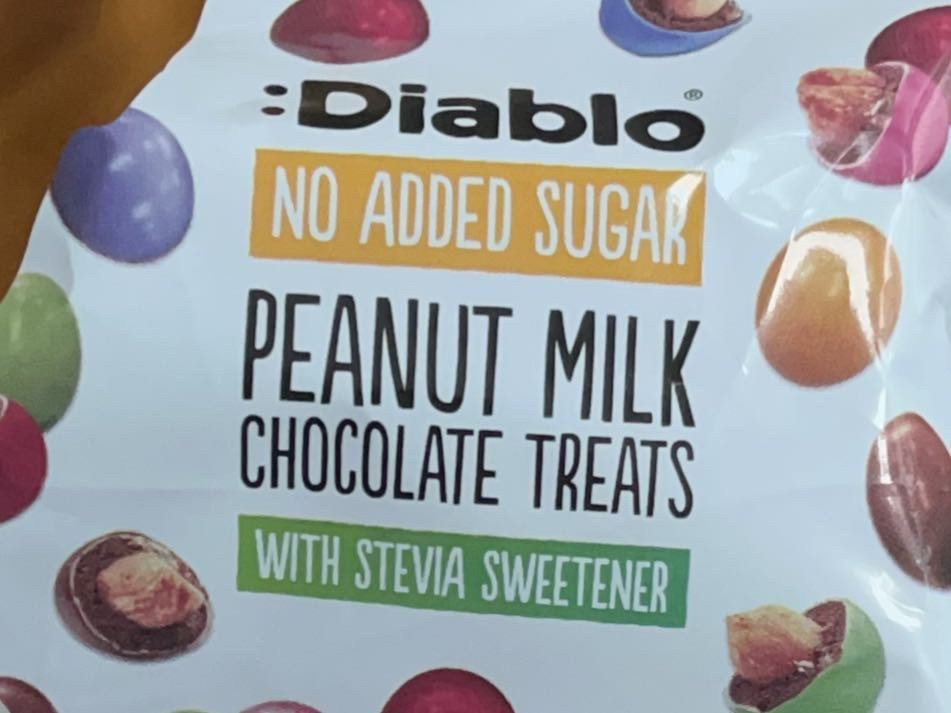 :Diablo®
NO ADDED SUGAR
PEANUT MILK
CHOCOLATE TREATS
WITH STEVIA SWEETENER